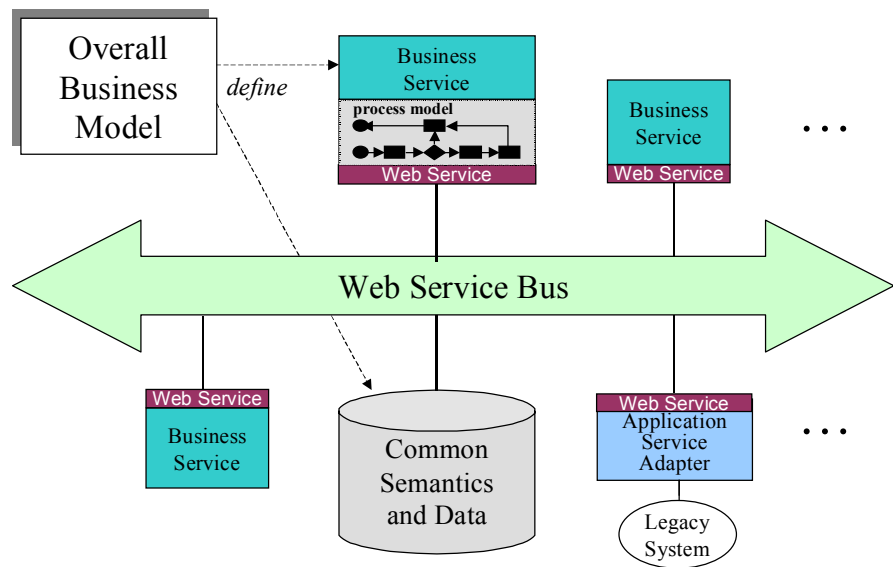 Overall
Business
Model
define
Business
Service
process model
Web Service
Business
Service
Web Service
. . .
Web Service Bus
Web Service
Business
Service
Common
Semantics
and Data
Web Service
Application
Service
Adapter
Legacy
System
. . .